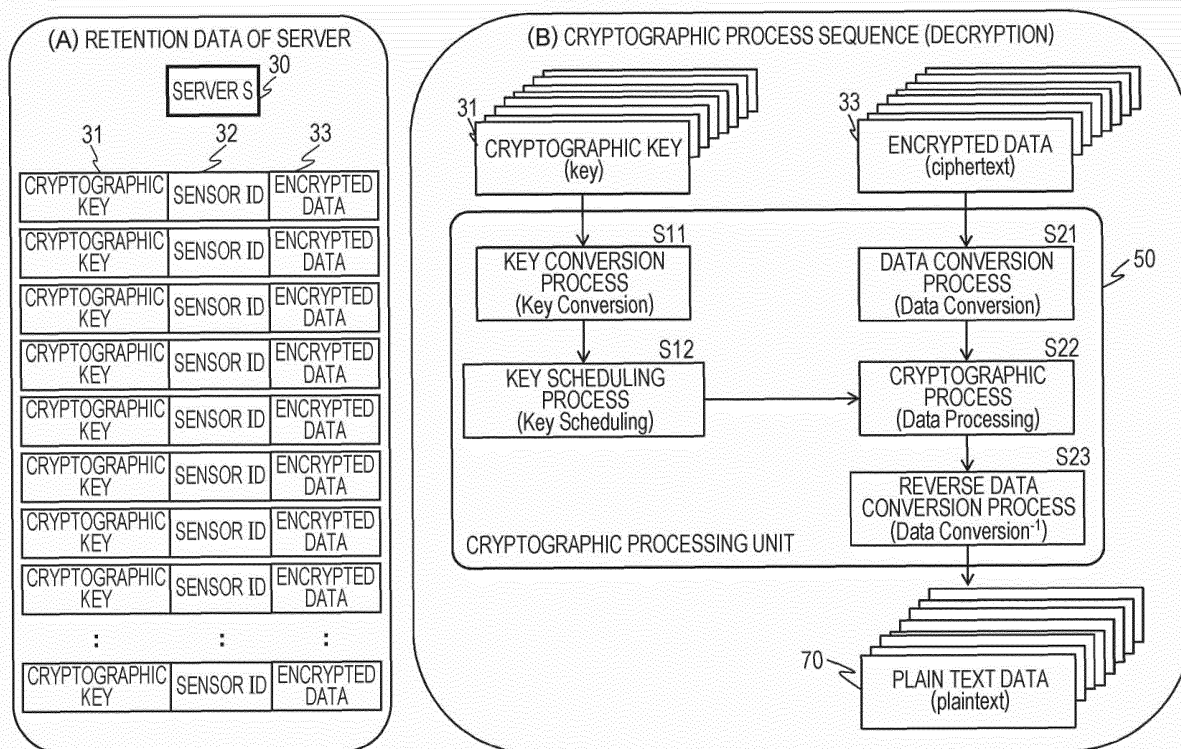 (A) RETENTION DATA OF SERVER
30
SERVER S
31
32
33
CRYPTOGRAPHIC KEY
SENSOR ID
ENCRYPTED DATA
CRYPTOGRAPHIC KEY
SENSOR ID
ENCRYPTED DATA
CRYPTOGRAPHIC KEY
SENSOR ID
ENCRYPTED DATA
CRYPTOGRAPHIC KEY
SENSOR ID
ENCRYPTED DATA
CRYPTOGRAPHIC KEY
SENSOR ID
ENCRYPTED DATA
CRYPTOGRAPHIC KEY
SENSOR ID
ENCRYPTED DATA
CRYPTOGRAPHIC KEY
SENSOR ID
ENCRYPTED DATA
CRYPTOGRAPHIC KEY
SENSOR ID
ENCRYPTED DATA
: : :
CRYPTOGRAPHIC KEY
SENSOR ID
ENCRYPTED DATA
(B) CRYPTOGRAPHIC PROCESS SEQUENCE (DECRYPTION)
31
CRYPTOGRAPHIC KEY
(key)
33
ENCRYPTED DATA
(ciphertext)
50
S11
KEY CONVERSION
PROCESS
(Key Conversion)
S21
DATA CONVERSION
PROCESS
(Data Conversion)
S12
KEY SCHEDULING
PROCESS
(Key Scheduling)
S22
CRYPTOGRAPHIC
PROCESS
(Data Processing)
S23
REVERSE DATA
CONVERSION PROCESS
(Data Conversion⁻¹)
CRYPTOGRAPHIC PROCESSING UNIT
70
PLAIN TEXT DATA
(plaintext)